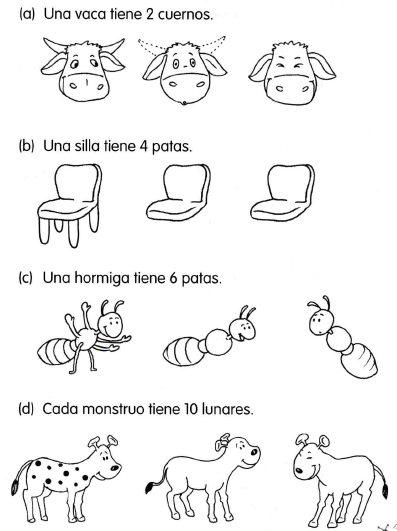 (a) Una vaca tiene 2 cuernos.
(b) Una silla tiene 4 patas.
(c) Una hormiga tiene 6 patas.
(d) Cada monstruo tiene 10 lunares.